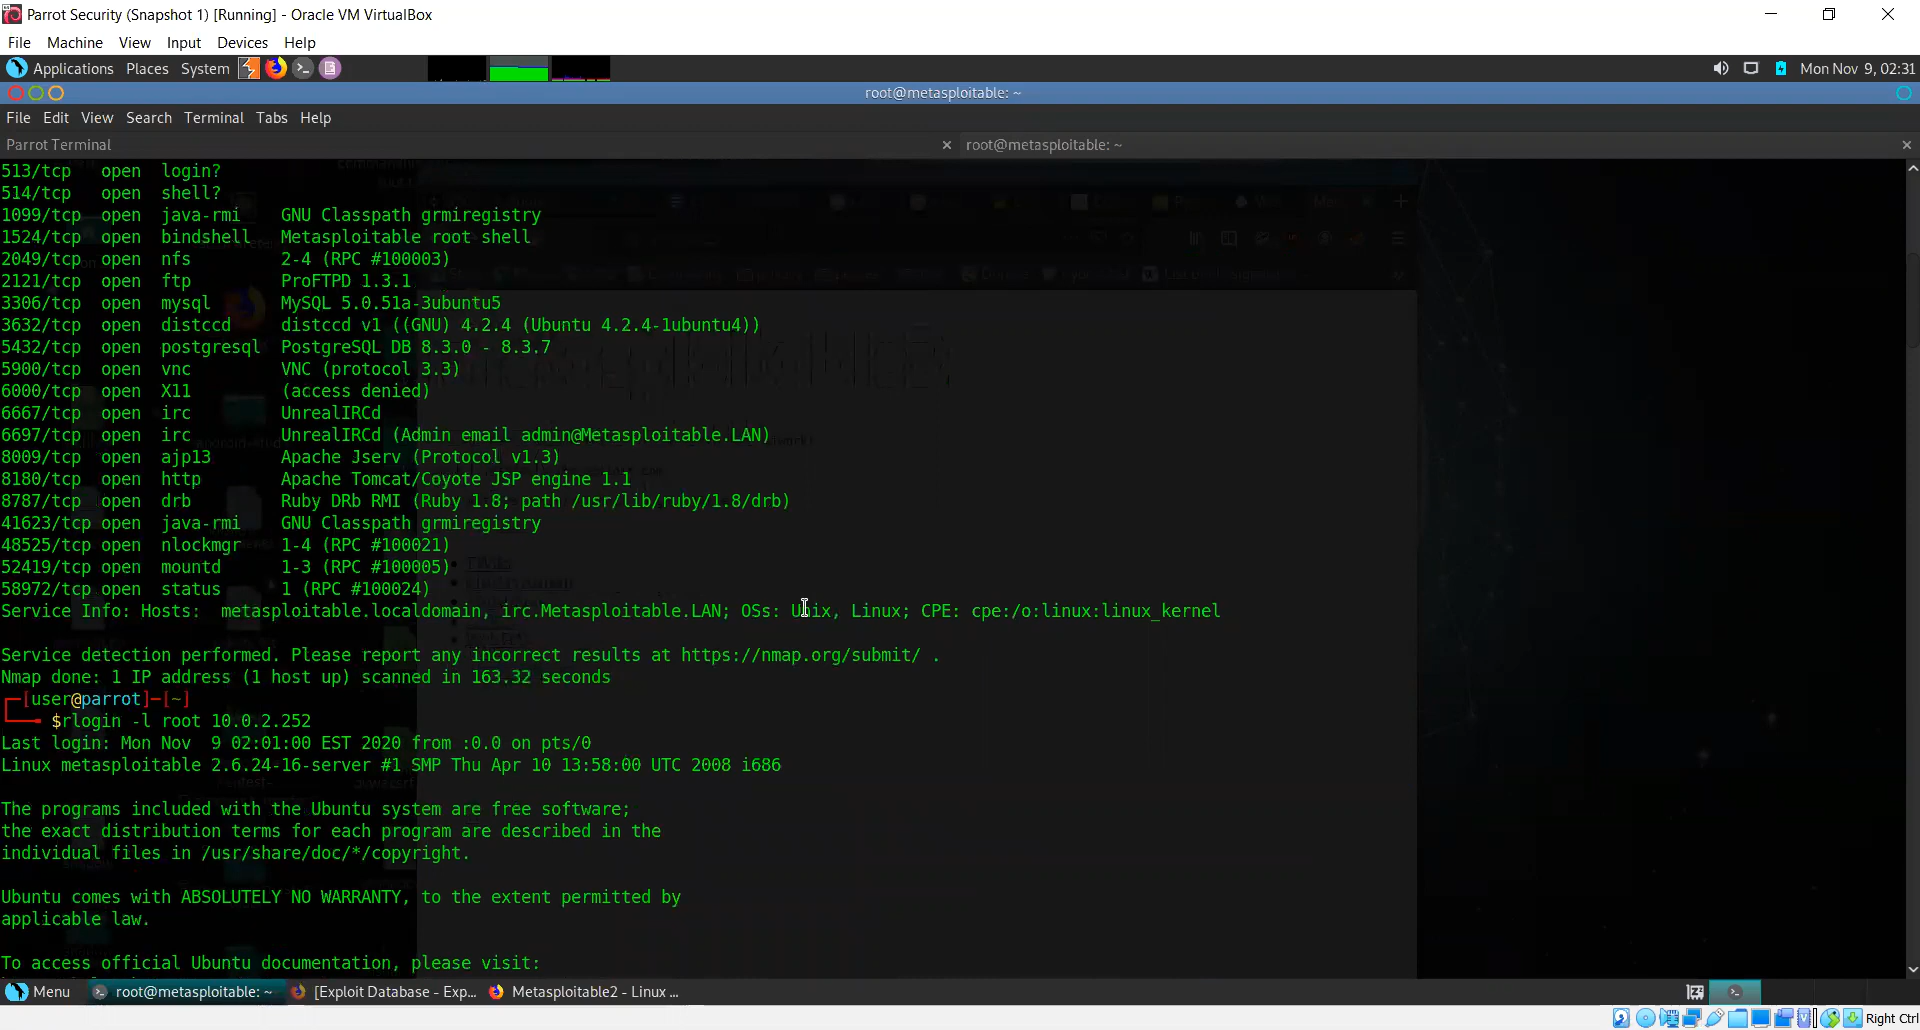 Parrot Security (Snapshot 1) [Running] - Oracle VM VirtualBox
File Machine View Input Devices Help
Applications Places System Mon Nov 9, 02:31
root@metasploitable: ~
File Edit View Search Terminal Tabs Help
Parrot Terminal × root@metasploitable: ~ ×
513/tcp open login?
514/tcp open shell?
1099/tcp open java-rmi GNU Classpath grmiregistry
1524/tcp open bindshell Metasploitable root shell
2049/tcp open nfs 2-4 (RPC #100003)
2121/tcp open ftp ProFTPD 1.3.1
3306/tcp open mysql MySQL 5.0.51a-3ubuntu5
3632/tcp open distccd distccd v1 ((GNU) 4.2.4 (Ubuntu 4.2.4-1ubuntu4))
5432/tcp open postgresql PostgreSQL DB 8.3.0 - 8.3.7
5900/tcp open vnc VNC (protocol 3.3)
6000/tcp open X11 (access denied)
6667/tcp open irc UnrealIRCd
6697/tcp open irc UnrealIRCd (Admin email admin@Metasploitable.LAN)
8009/tcp open ajp13 Apache Jserv (Protocol v1.3)
8180/tcp open http Apache Tomcat/Coyote JSP engine 1.1
8787/tcp open drb Ruby DRb RMI (Ruby 1.8; path /usr/lib/ruby/1.8/drb)
41623/tcp open java-rmi GNU Classpath grmiregistry
48525/tcp open nlockmgr 1-4 (RPC #100021)
52419/tcp open mountd 1-3 (RPC #100005)
58972/tcp open status 1 (RPC #100024)
Service Info: Hosts: metasploitable.localdomain, irc.Metasploitable.LAN; OSs: Unix, Linux; CPE: cpe:/o:linux:linux_kernel
Service detection performed. Please report any incorrect results at https://nmap.org/submit/ .
Nmap done: 1 IP address (1 host up) scanned in 163.32 seconds
[user@parrot]-[~]
$rlogin -l root 10.0.2.252
Last login: Mon Nov 9 02:01:00 EST 2020 from :0.0 on pts/0
Linux metasploitable 2.6.24-16-server #1 SMP Thu Apr 10 13:58:00 UTC 2008 i686
The programs included with the Ubuntu system are free software;
the exact distribution terms for each program are described in the
individual files in /usr/share/doc/*/copyright.
Ubuntu comes with ABSOLUTELY NO WARRANTY, to the extent permitted by
applicable law.
To access official Ubuntu documentation, please visit:
Menu root@metasploitable: ~ [Exploit Database - Exp... Metasploitable2 - Linux ...
Right Ctrl